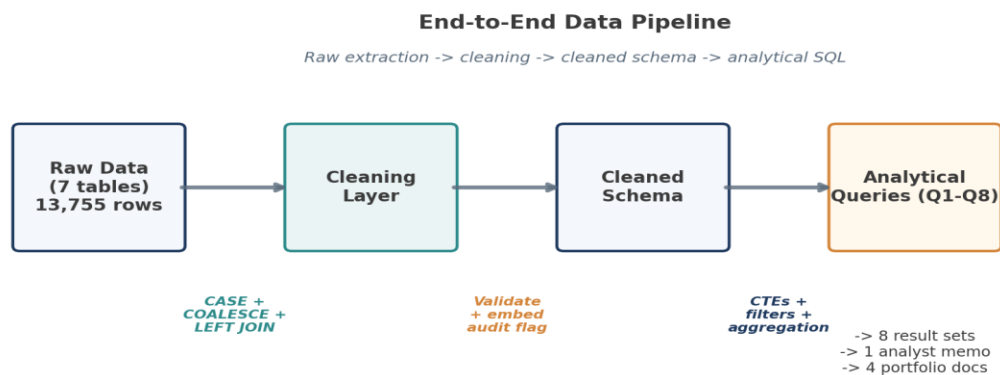 End-to-End Data Pipeline
Raw extraction -> cleaning -> cleaned schema -> analytical SQL
Raw Data
(7 tables)
13,755 rows
Cleaning
Layer
Cleaned
Schema
Analytical
Queries (Q1-Q8)
CASE +
COALESCE +
LEFT JOIN
Validate
+ embed
audit flag
CTEs +
filters +
aggregation
-> 8 result sets
-> 1 analyst memo
-> 4 portfolio docs